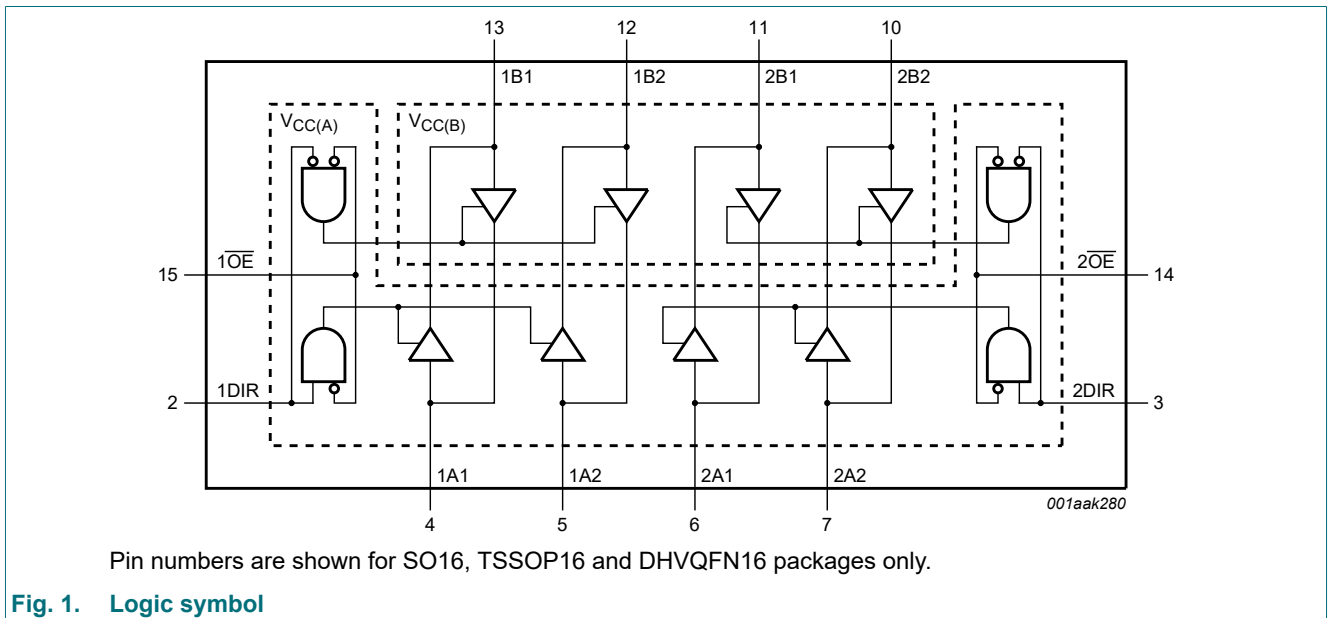 13 12 11 10
1B1 1B2 2B1 2B2
VCC(A) VCC(B)
15 1OE 2OE 14
2 1DIR 2DIR 3
1A1 1A2 2A1 2A2
001aak280
4 5 6 7
Pin numbers are shown for SO16, TSSOP16 and DHVQFN16 packages only.
Fig. 1. Logic symbol